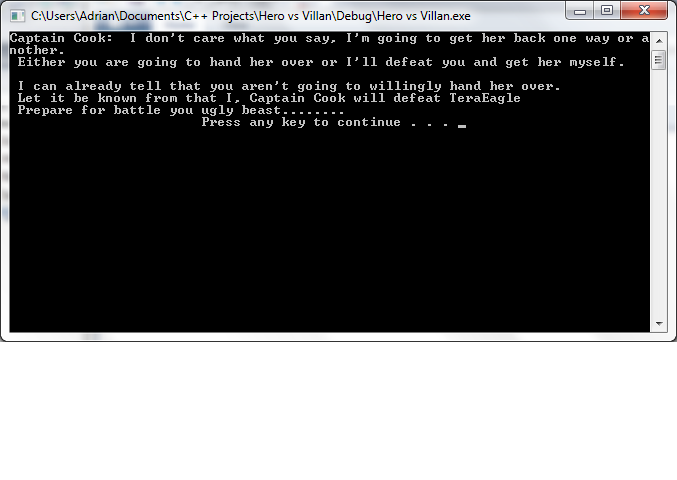 C:\Users\Adrian\Documents\C++ Projects\Hero vs Villan\Debug\Hero vs Villan.exe
Captain Cook:  I don't care what you say, I'm going to get her back one way or a
nother.
Either you are going to hand her over or I'll defeat you and get her myself.
I can already tell that you aren't going to willingly hand her over.
Let it be known from that I, Captain Cook will defeat TeraEagle
Prepare for battle you ugly beast........
Press any key to continue . . . _